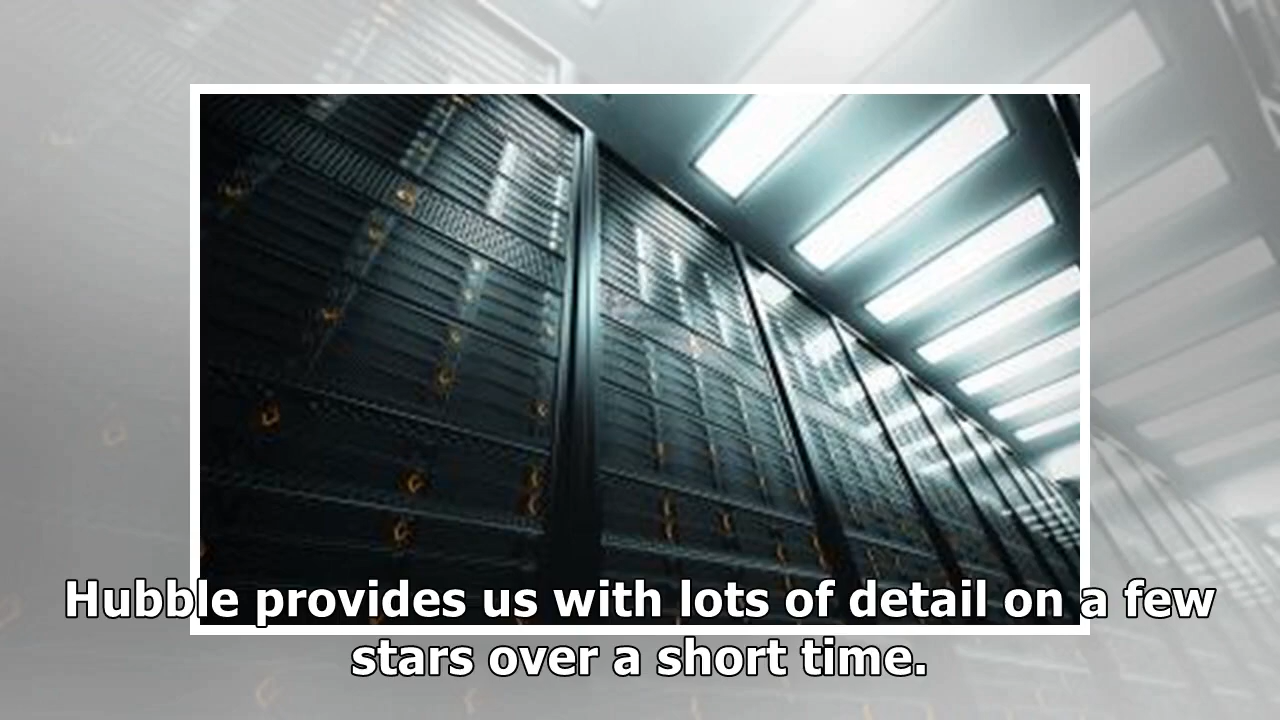 Hubble provides us with lots of detail on a few
stars over a short time.